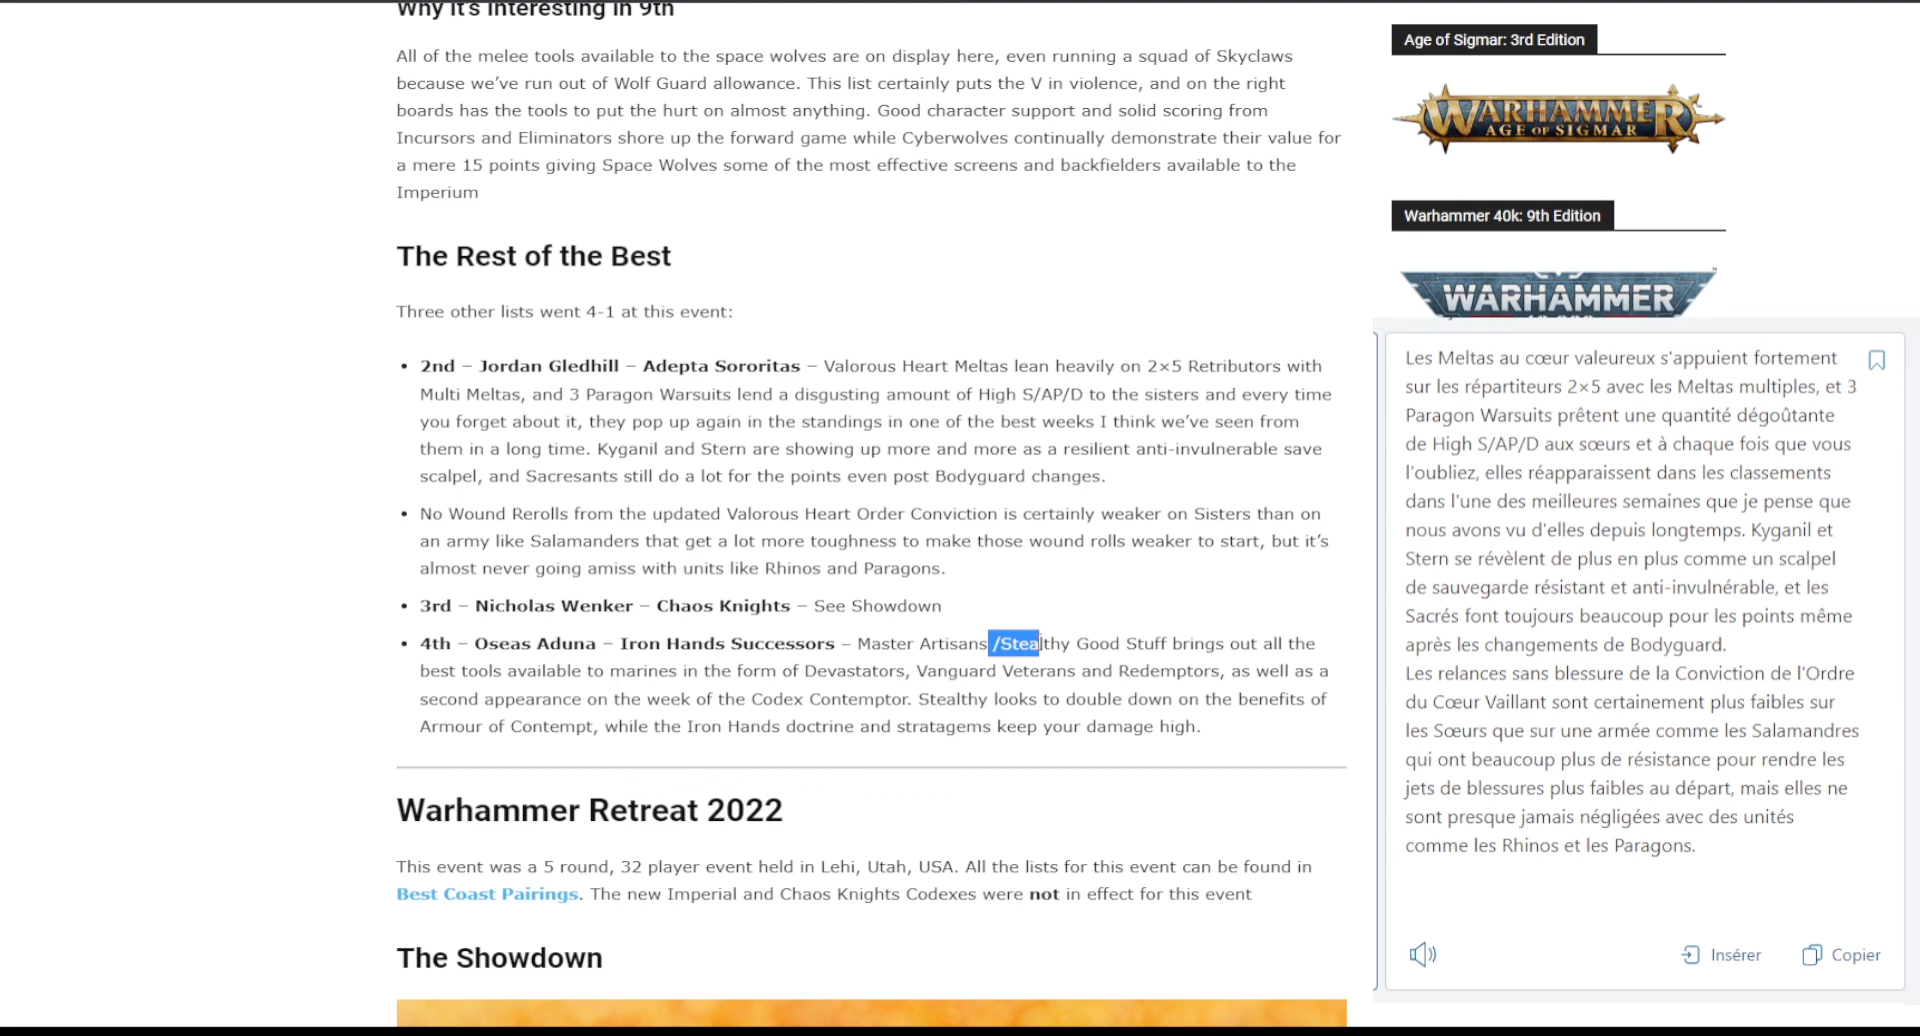 Why it's interesting in 9th
All of the melee tools available to the space wolves are on display here, even running a squad of Skyclaws
because we've run out of Wolf Guard allowance. This list certainly puts the V in violence, and on the right
boards has the tools to put the hurt on almost anything. Good character support and solid scoring from
Incursors and Eliminators shore up the forward game while Cyberwolves continually demonstrate their value for
a mere 15 points giving Space Wolves some of the most effective screens and backfielders available to the
Imperium
The Rest of the Best
Three other lists went 4-1 at this event:
• 2nd – Jordan Gledhill – Adepta Sororitas – Valorous Heart Meltas lean heavily on 2×5 Retributors with
Multi Meltas, and 3 Paragon Warsuits lend a disgusting amount of High S/AP/D to the sisters and every time
you forget about it, they pop up again in the standings in one of the best weeks I think we've seen from
them in a long time. Kyganil and Stern are showing up more and more as a resilient anti-invulnerable save
scalpel, and Sacresants still do a lot for the points even post Bodyguard changes.
• No Wound Rerolls from the updated Valorous Heart Order Conviction is certainly weaker on Sisters than on
an army like Salamanders that get a lot more toughness to make those wound rolls weaker to start, but it's
almost never going amiss with units like Rhinos and Paragons.
• 3rd – Nicholas Wenker – Chaos Knights – See Showdown
• 4th – Oseas Aduna – Iron Hands Successors – Master Artisans /Stealthy Good Stuff brings out all the
best tools available to marines in the form of Devastators, Vanguard Veterans and Redemptors, as well as a
second appearance on the week of the Codex Contemptor. Stealthy looks to double down on the benefits of
Armour of Contempt, while the Iron Hands doctrine and stratagems keep your damage high.
Warhammer Retreat 2022
This event was a 5 round, 32 player event held in Lehi, Utah, USA. All the lists for this event can be found in
Best Coast Pairings. The new Imperial and Chaos Knights Codexes were not in effect for this event
The Showdown
Age of Sigmar: 3rd Edition
WARHAMMER
AGE OF SIGMAR
Warhammer 40k: 9th Edition
WARHAMMER
Les Meltas au cœur valeureux s'appuient fortement
sur les répartiteurs 2×5 avec les Meltas multiples, et 3
Paragon Warsuits prêtent une quantité dégoûtante
de High S/AP/D aux sœurs et à chaque fois que vous
l'oubliez, elles réapparaissent dans les classements
dans l'une des meilleures semaines que je pense que
nous avons vu d'elles depuis longtemps. Kyganil et
Stern se révèlent de plus en plus comme un scalpel
de sauvegarde résistant et anti-invulnérable, et les
Sacrés font toujours beaucoup pour les points même
après les changements de Bodyguard.
Les relances sans blessure de la Conviction de l'Ordre
du Cœur Vaillant sont certainement plus faibles sur
les Sœurs que sur une armée comme les Salamandres
qui ont beaucoup plus de résistance pour rendre les
jets de blessures plus faibles au départ, mais elles ne
sont presque jamais négligées avec des unités
comme les Rhinos et les Paragons.
Insérer
Copier